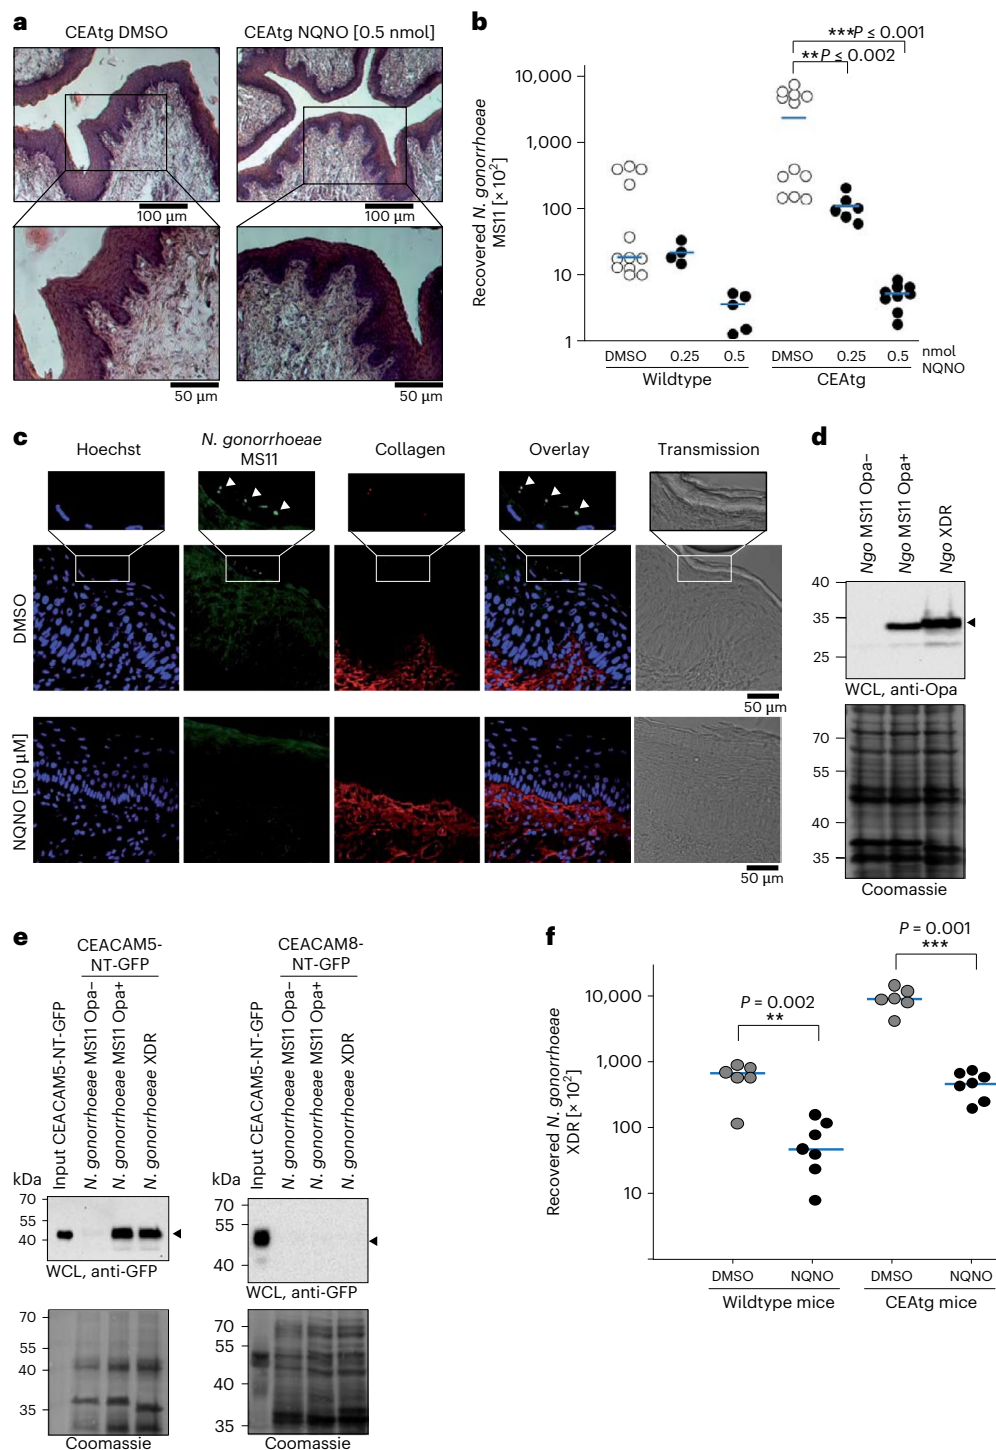 a
CEAtg DMSO
CEAtg NQNO [0.5 nmol]
100 µm
100 µm
50 µm
50 µm
b
Recovered N. gonorrhoeae
MS11 [×10²]
10,000
1,000
100
10
1
***P ≤ 0.001
**P ≤ 0.002
DMSO
0.25
0.5
DMSO
0.25
0.5
nmol
NQNO
Wildtype
CEAtg
c
Hoechst
N. gonorrhoeae
MS11
Collagen
Overlay
Transmission
DMSO
50 µm
NQNO [50 µM]
50 µm
d
Ngo MS11 Opa−
Ngo MS11 Opa+
Ngo XDR
40
35
25
WCL, anti-Opa
70
55
40
35
Coomassie
e
CEACAM5-
NT-GFP
Input CEACAM5-NT-GFP
N. gonorrhoeae MS11 Opa−
N. gonorrhoeae MS11 Opa+
N. gonorrhoeae XDR
kDa
70
55
40
WCL, anti-GFP
70
55
40
35
Coomassie
CEACAM8-
NT-GFP
Input CEACAM5-NT-GFP
N. gonorrhoeae MS11 Opa−
N. gonorrhoeae MS11 Opa+
N. gonorrhoeae XDR
kDa
70
55
40
WCL, anti-GFP
70
55
40
35
Coomassie
f
Recovered N. gonorrhoeae
XDR [×10²]
10,000
1,000
100
10
P = 0.002
**
P = 0.001
***
DMSO
NQNO
DMSO
NQNO
Wildtype mice
CEAtg mice